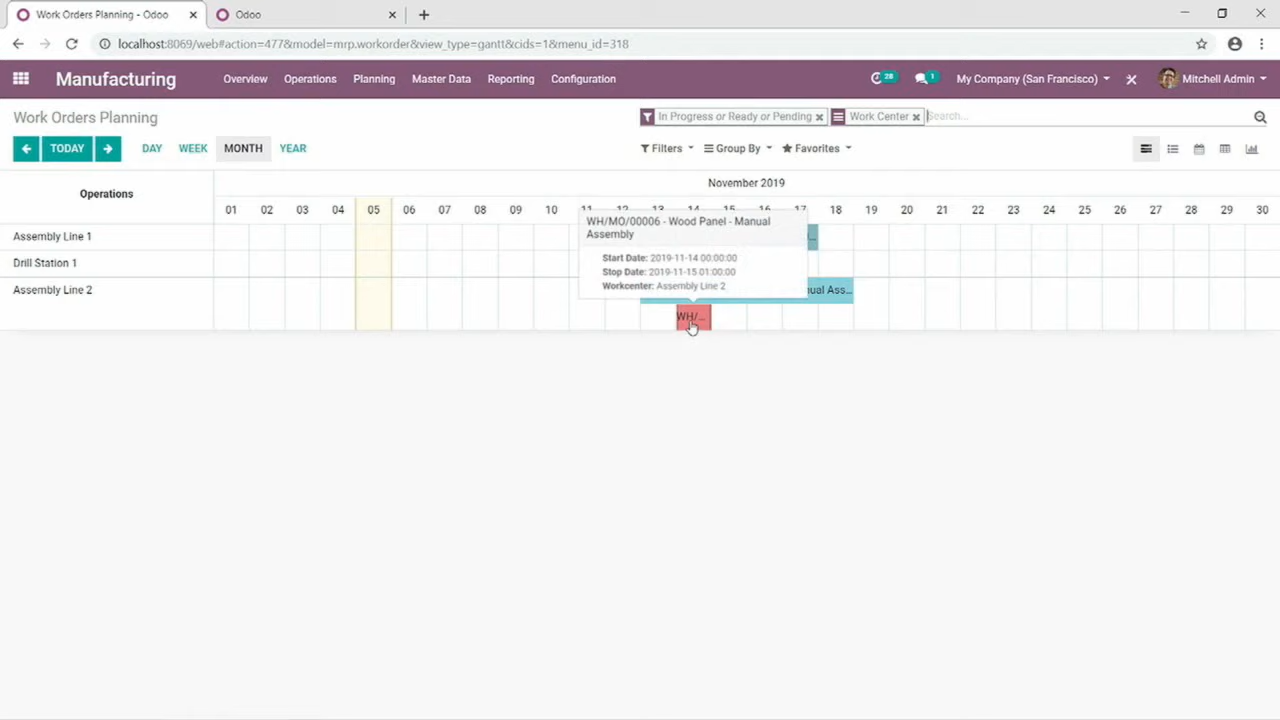 Work Orders Planning - Odoo
Odoo
localhost:8069/web#action=477&model=mrp.workorder&view_type=gantt&cids=1&menu_id=318
Manufacturing Overview Operations Planning Master Data Reporting Configuration 28 1 My Company (San Francisco) Mitchell Admin
Work Orders Planning In Progress or Ready or Pending Work Center Search...
TODAY DAY WEEK MONTH YEAR Filters Group By Favorites
Operations November 2019
01 02 03 04 05 06 07 08 09 10 11 12 13 14 15 16 17 18 19 20 21 22 23 24 25 26 27 28 29 30
Assembly Line 1
Drill Station 1
Assembly Line 2
WH/MO/00006 - Wood Panel - Manual
Assembly
Start Date: 2019-11-14 00:00:00
Stop Date: 2019-11-15 01:00:00
Workcenter: Assembly Line 2
ual Ass...
WH/...